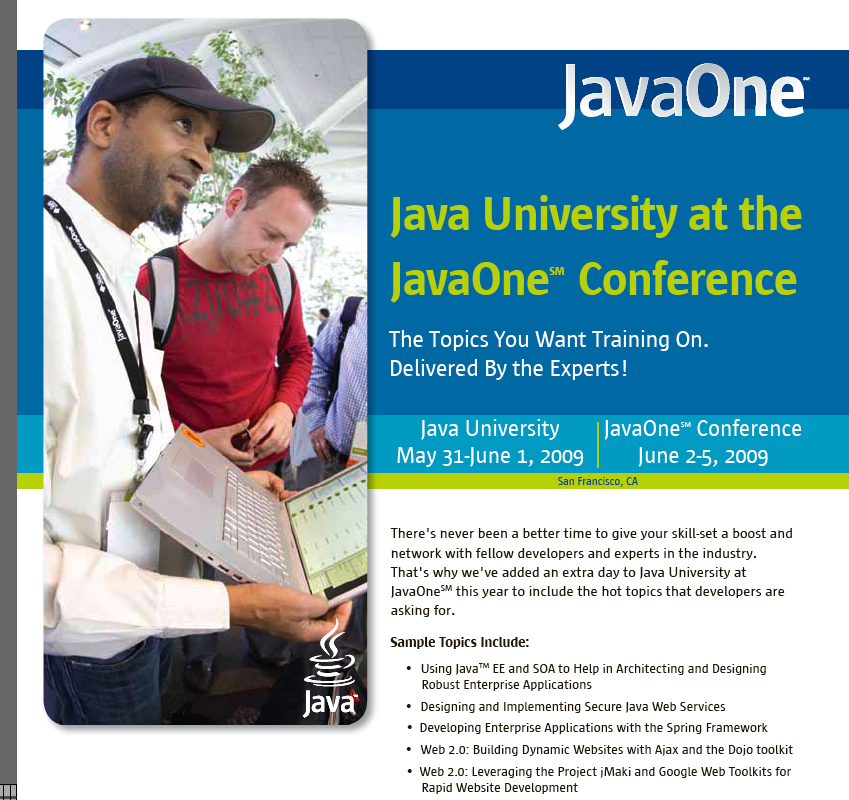 JavaOne
Java University at the
JavaOne℠ Conference
The Topics You Want Training On.
Delivered By the Experts!
Java University
May 31-June 1, 2009
JavaOne℠ Conference
June 2-5, 2009
San Francisco, CA
There's never been a better time to give your skill-set a boost and
network with fellow developers and experts in the industry.
That's why we've added an extra day to Java University at
JavaOne℠ this year to include the hot topics that developers are
asking for.
Sample Topics Include:
• Using Java™ EE and SOA to Help in Architecting and Designing
Robust Enterprise Applications
• Designing and Implementing Secure Java Web Services
• Developing Enterprise Applications with the Spring Framework
• Web 2.0: Building Dynamic Websites with Ajax and the Dojo toolkit
• Web 2.0: Leveraging the Project jMaki and Google Web Toolkits for
Rapid Website Development
JavaOne
Sun
JavaOne
Java